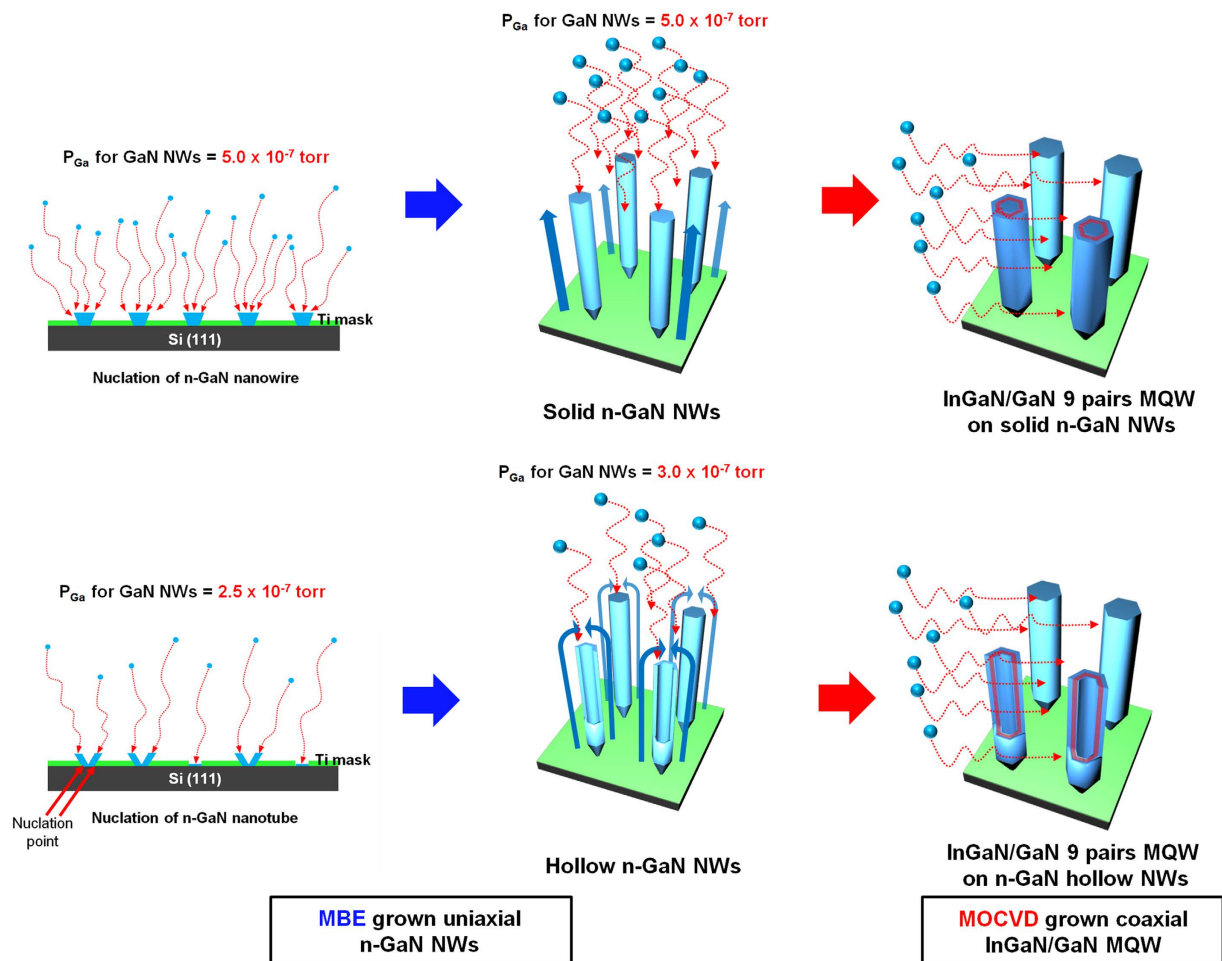 P_Ga for GaN NWs = 5.0 x 10⁻⁷ torr
Ti mask
Si (111)
Nuclation of n-GaN nanowire
P_Ga for GaN NWs = 5.0 x 10⁻⁷ torr
Solid n-GaN NWs
InGaN/GaN 9 pairs MQW
on solid n-GaN NWs
P_Ga for GaN NWs = 2.5 x 10⁻⁷ torr
Ti mask
Si (111)
Nuclation
point
Nuclation of n-GaN nanotube
P_Ga for GaN NWs = 3.0 x 10⁻⁷ torr
Hollow n-GaN NWs
InGaN/GaN 9 pairs MQW
on n-GaN hollow NWs
MBE grown uniaxial
n-GaN NWs
MOCVD grown coaxial
InGaN/GaN MQW